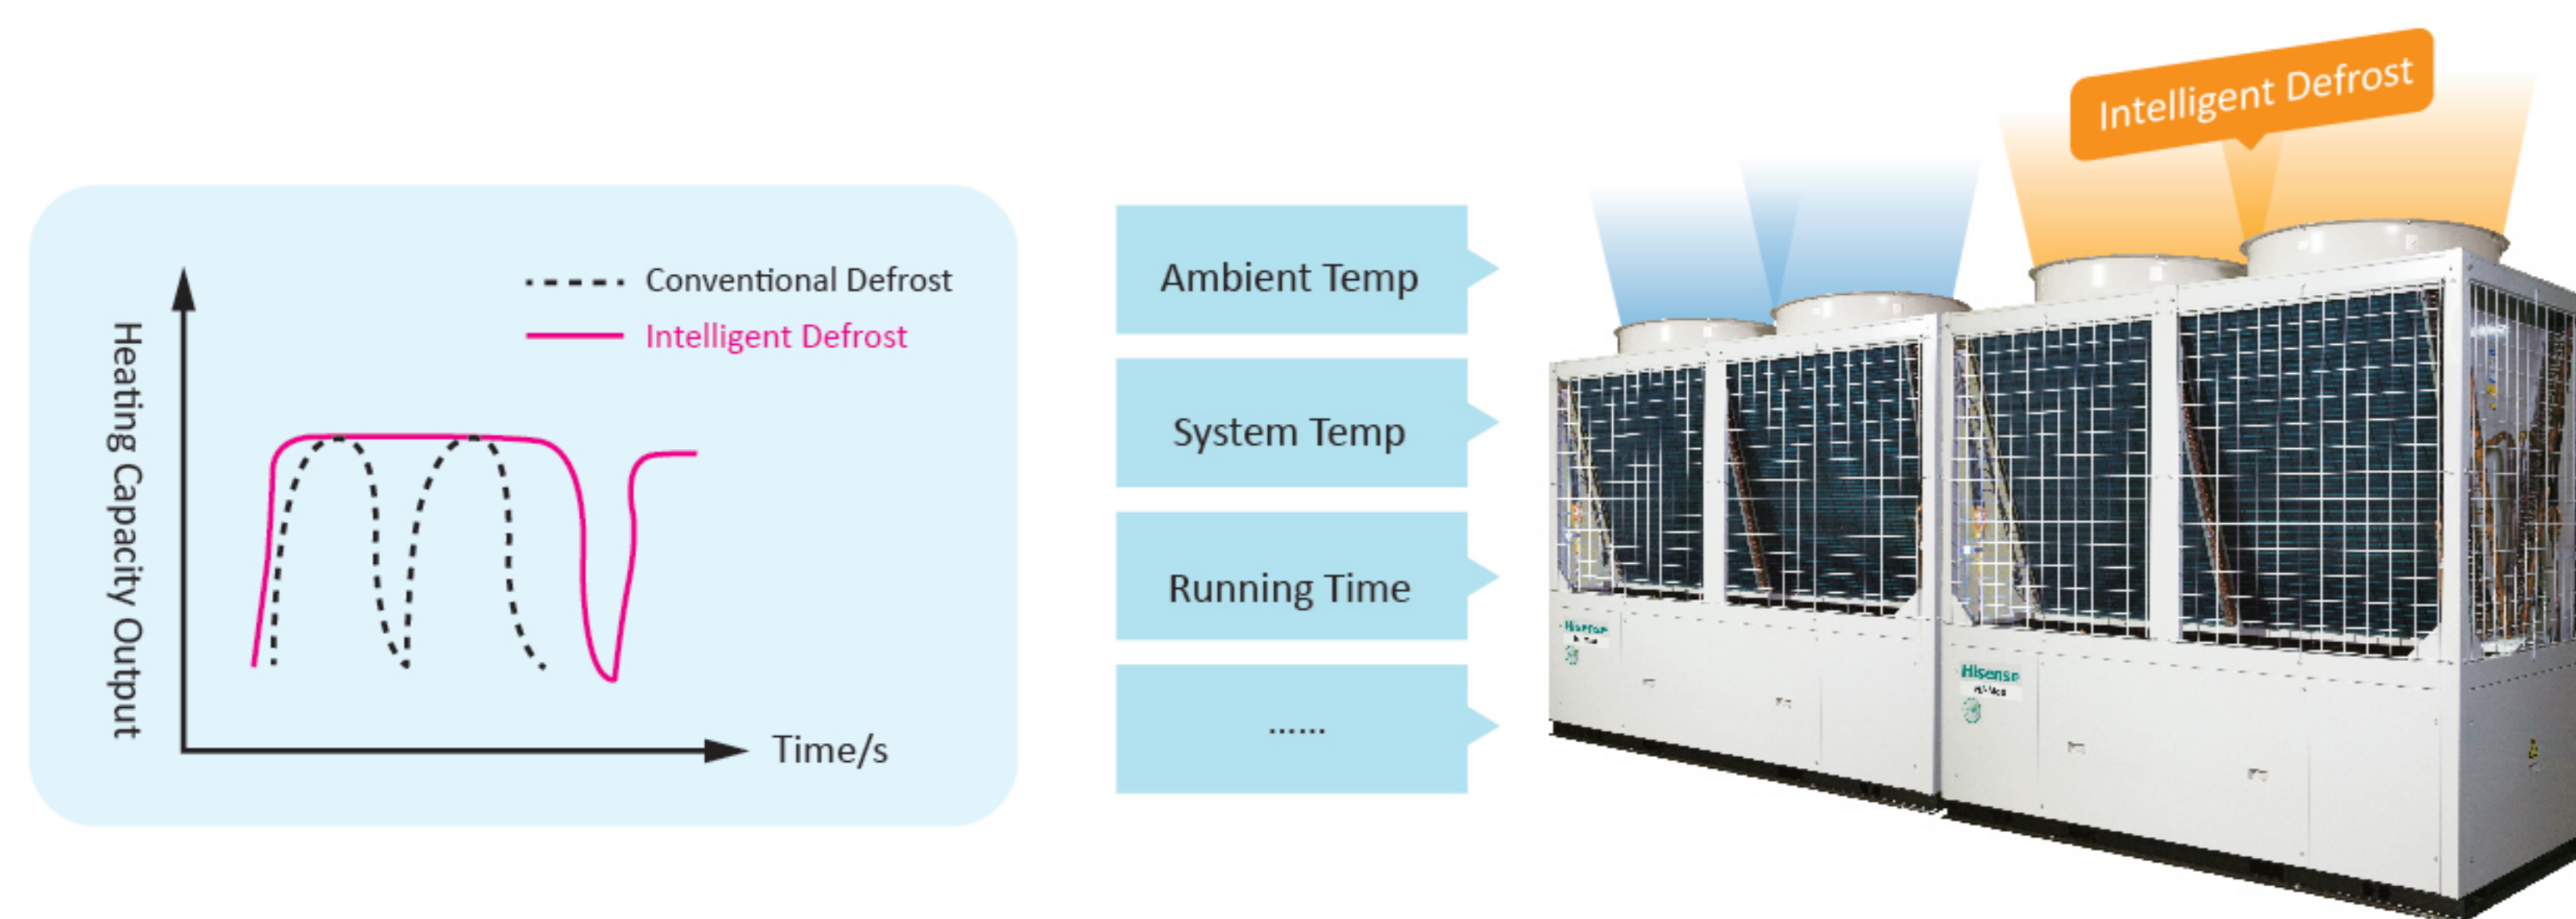 Conventional Defrost
Intelligent Defrost
Heating Capacity Output
Time/s
Ambient Temp
System Temp
Running Time
......
Intelligent Defrost
Hisense
Hisense